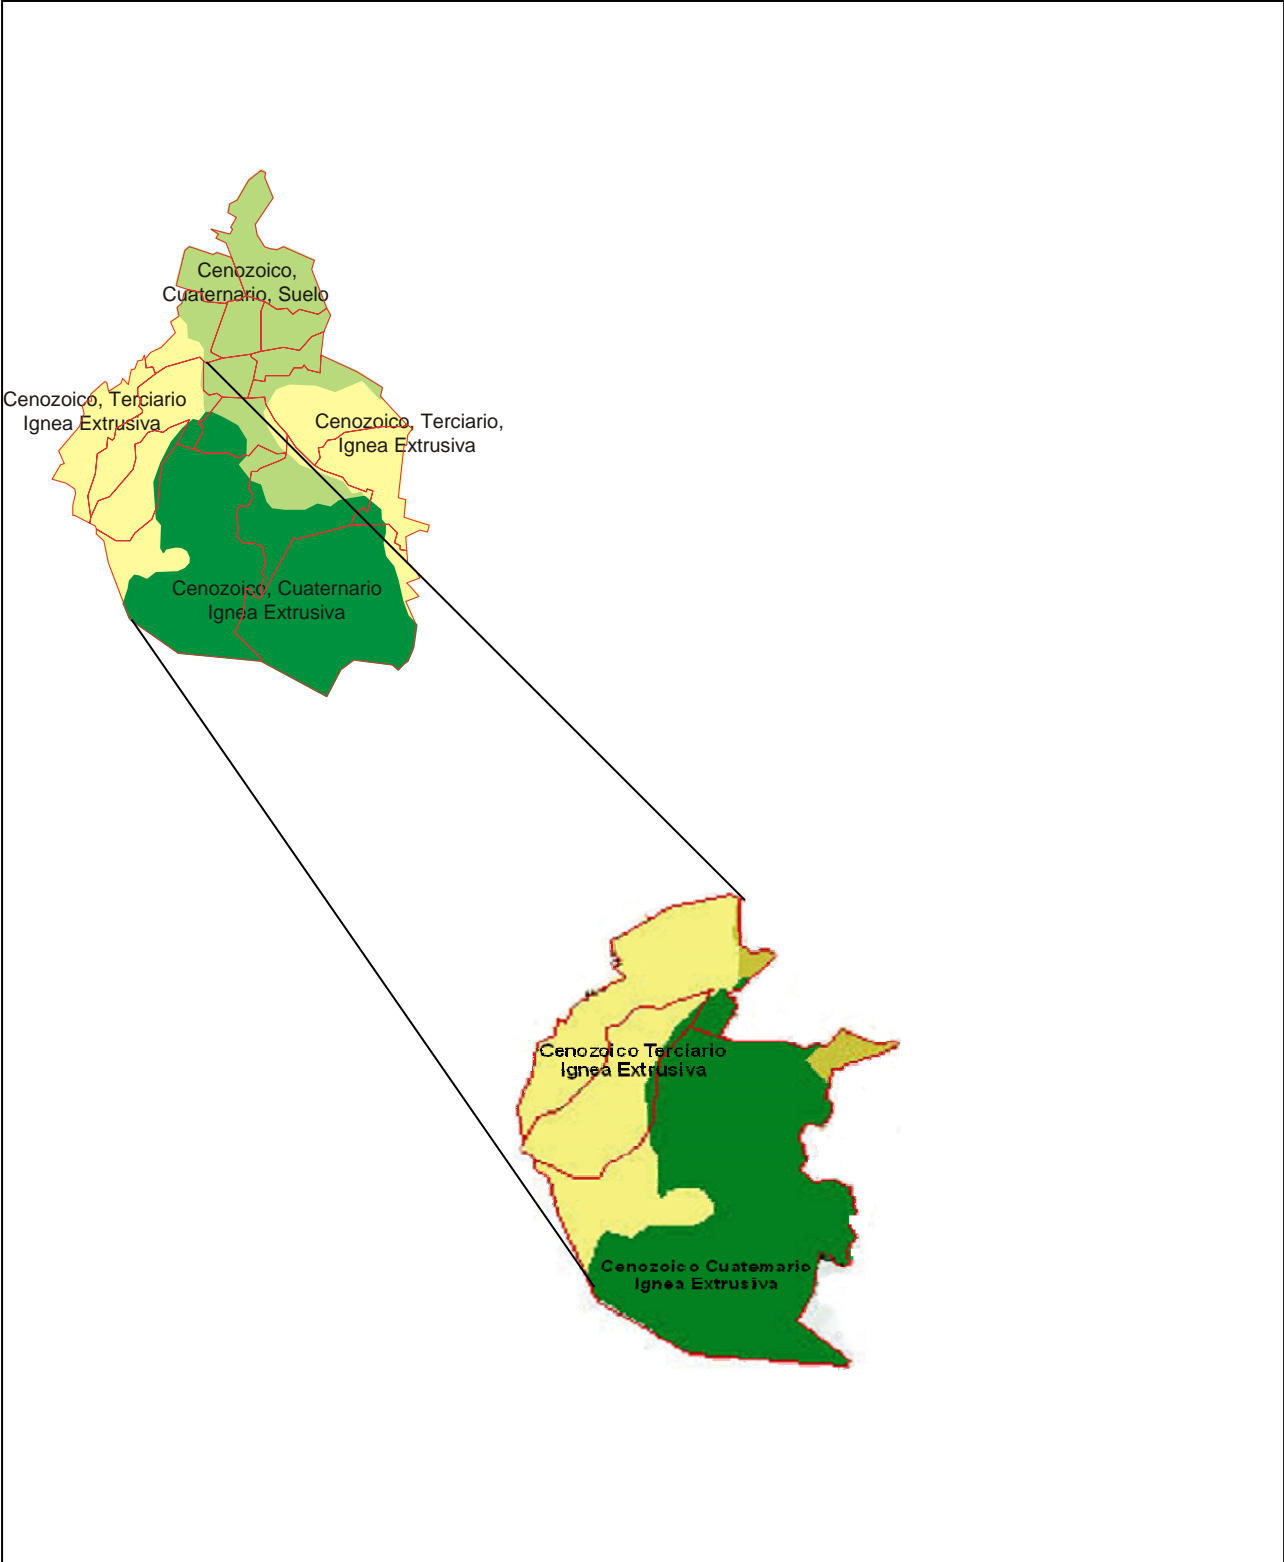 Cenozoico,
Cuaternario, Suelo
Cenozoico, Terciario
Ignea Extrusiva
Cenozoico, Terciario,
Ignea Extrusiva
Cenozoico, Cuaternario
Ignea Extrusiva
Cenozoico Terciario
Ignea Extrusiva
Cenozoico Cuatemario
Ignea Extrusiva